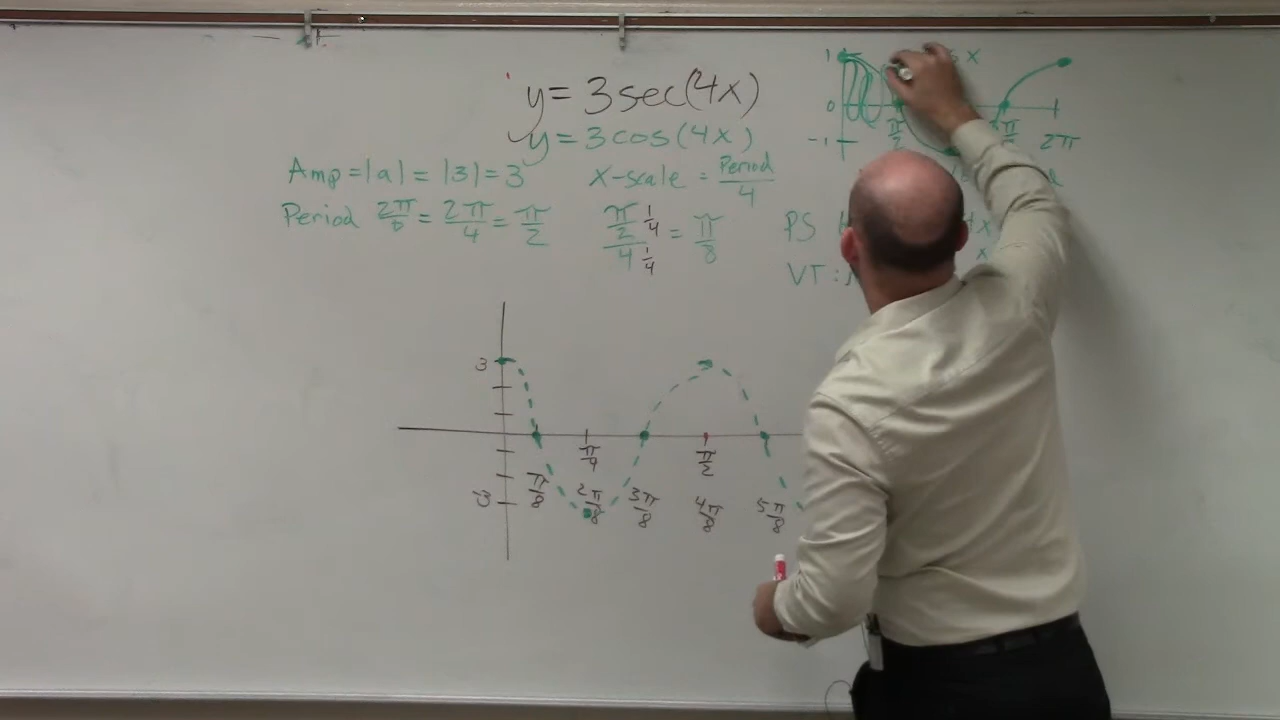 y = 3sec(4x)
y = 3cos(4x)
Amp = |a| = |3| = 3
Period 2π/b = 2π/4 = π/2
x-scale = Period/4
π/2 1/4 / 4 1/4 = π/8
1
0
-1
π/2
2π
PS
VT:
3
-3
π/4
π/2
π/8 2π/8 3π/8 4π/8 5π/8